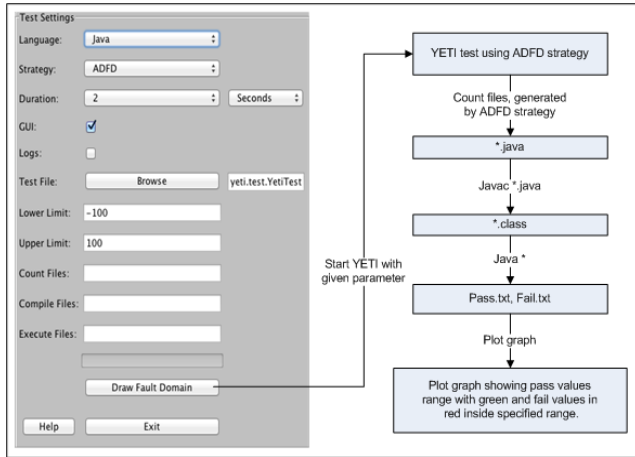 Test Settings
Language: Java
Strategy: ADFD
Duration: 2 Seconds
GUI:
Logs:
Test File: Browse yeti.test.YetiTest
Lower Limit: -100
Upper Limit: 100
Count Files:
Compile Files:
Execute Files:
Draw Fault Domain
Help Exit
Start YETI with
given parameter
YETI test using ADFD strategy
Count files, generated
by ADFD strategy
*.java
Javac *.java
*.class
Java *
Pass.txt, Fail.txt
Plot graph
Plot graph showing pass values
range with green and fail values in
red inside specified range.